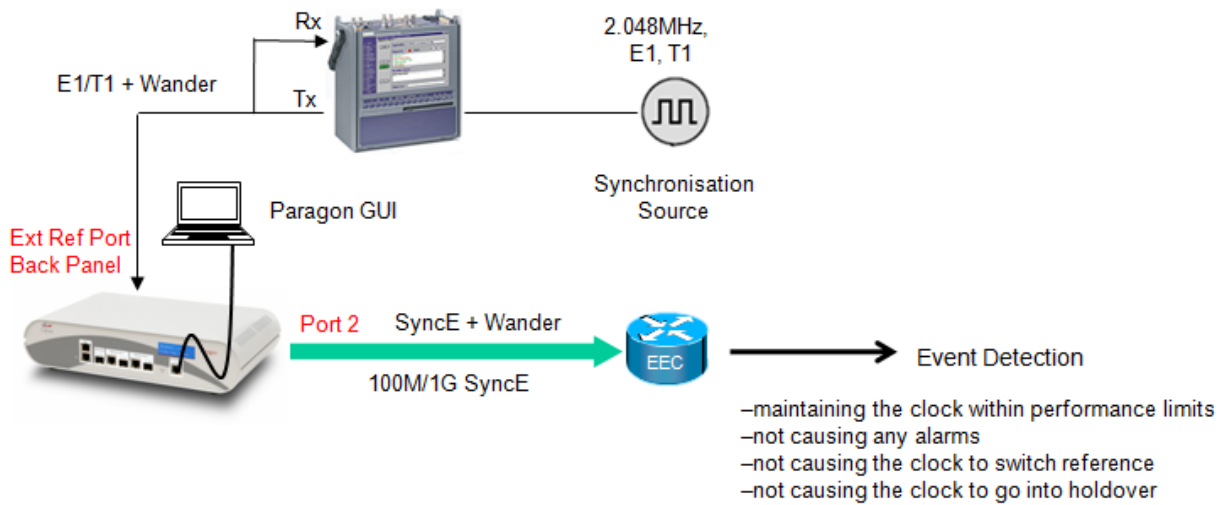 Rx
2.048MHz,
E1, T1
E1/T1 + Wander
Tx
Synchronisation
Source
Paragon GUI
Ext Ref Port
Back Panel
Port 2
SyncE + Wander
EEC
Event Detection
100M/1G SyncE
–maintaining the clock within performance limits
–not causing any alarms
–not causing the clock to switch reference
–not causing the clock to go into holdover